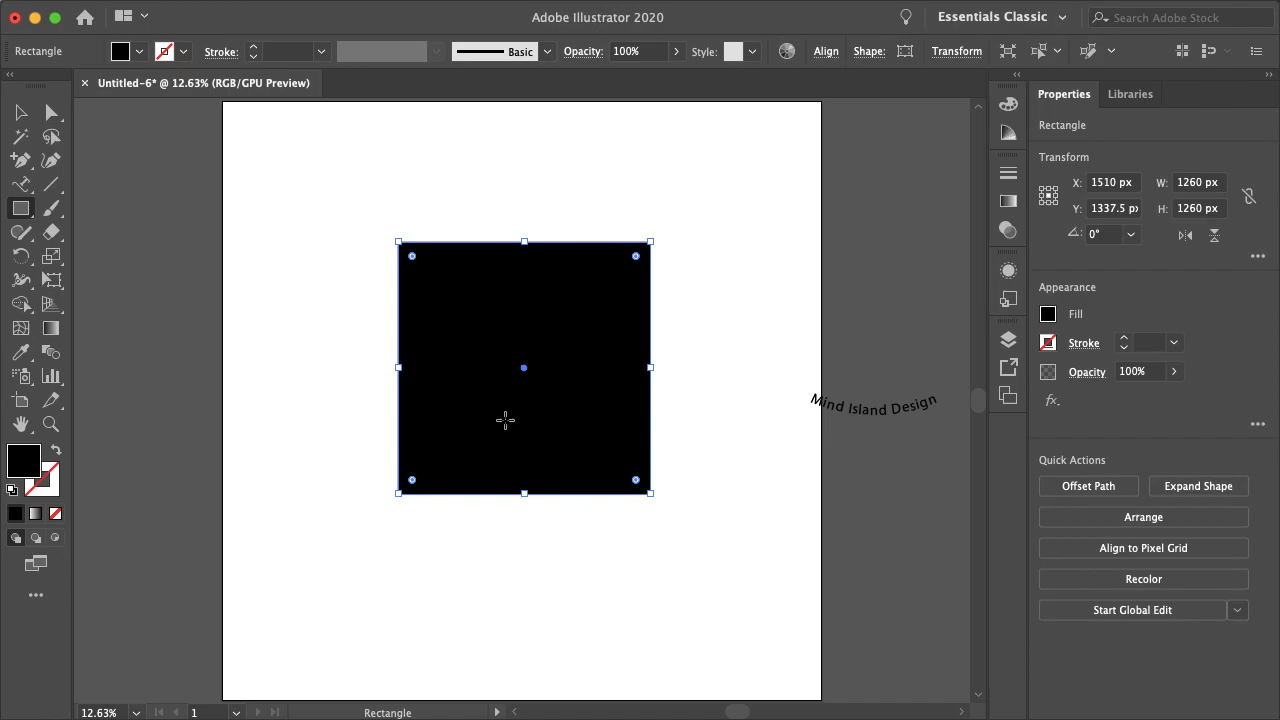 Adobe Illustrator 2020
Essentials Classic
Search Adobe Stock
Rectangle
Stroke:
Basic
Opacity:
100%
Style:
Align
Shape:
Transform
Untitled-6* @ 12.63% (RGB/GPU Preview)
Properties
Libraries
Rectangle
Transform
X: 1510 px
W: 1260 px
Y: 1337.5 px
H: 1260 px
0°
Appearance
Fill
Stroke
Opacity
100%
fx.
Mind Island Design
Quick Actions
Offset Path
Expand Shape
Arrange
Align to Pixel Grid
Recolor
Start Global Edit
12.63%
1
Rectangle